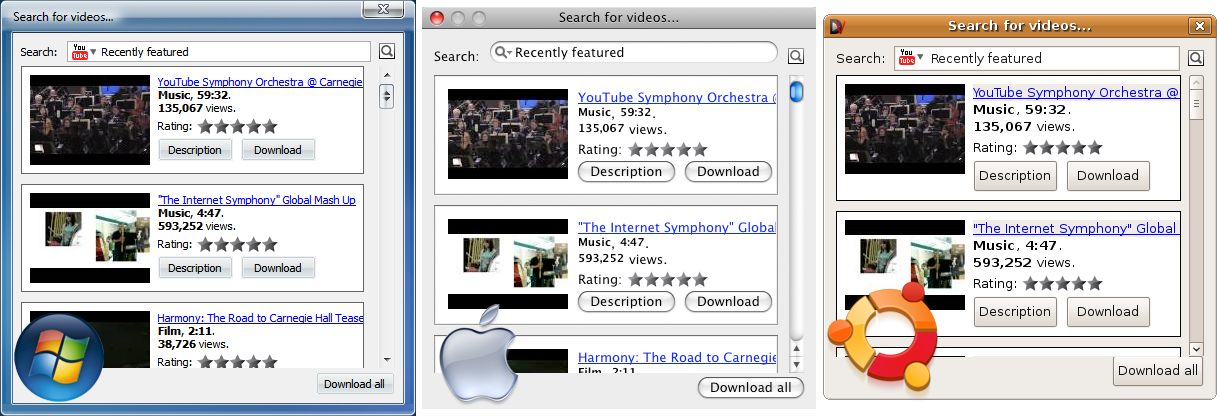 Search for videos...
Search: You Tube Recently featured
YouTube Symphony Orchestra @ Carnegie
Music, 59:32.
135,067 views.
Rating:
Description Download
"The Internet Symphony" Global Mash Up
Music, 4:47.
593,252 views.
Rating:
Description Download
Harmony: The Road to Carnegie Hall Tease
Film, 2:11.
38,726 views.
Rating:
Download all
Search for videos...
Search: Recently featured
YouTube Symphony Orchestra @
Music, 59:32.
135,067 views.
Rating:
Description Download
"The Internet Symphony" Global
Music, 4:47.
593,252 views.
Rating:
Description Download
Harmony: The Road to Carnegie
Film, 2:11.
Download all
Search for videos...
Search: You Tube Recently featured
YouTube Symphony Orchestra @
Music, 59:32.
135,067 views.
Rating:
Description Download
"The Internet Symphony" Global
Music, 4:47.
593,252 views.
Rating:
Description Download
Download all